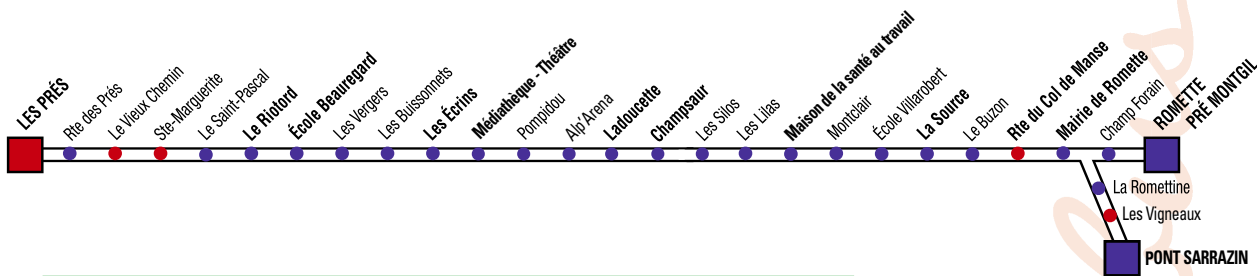 LES PRÉS
Rte des Prés
Le Vieux Chemin
Ste-Marguerite
Le Saint-Pascal
Le Riotord
École Beauregard
Les Vergers
Les Buissonnets
Les Écrins
Médiathèque - Théâtre
Pompidou
Alp'Arena
Ladoucette
Champsaur
Les Silos
Les Lilas
Maison de la santé au travail
Montclair
École Villarobert
La Source
Le Buzon
Rte du Col de Manse
Mairie de Romette
Champ Forain
ROMETTE
PRÉ MONTGIL
La Romettine
Les Vigneaux
PONT SARRAZIN